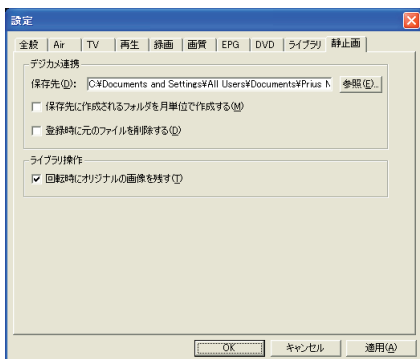 設定
全般 Air TV 再生 録画 画質 EPG DVD ライブラリ 静止画
デジカメ連携
保存先(D): C:¥Documents and Settings¥All Users¥Documents¥Prius N 参照(E)...
保存先に作成されるフォルダを月単位で作成する(M)
登録時に元のファイルを削除する(D)
ライブラリ操作
回転時にオリジナルの画像を残す(T)
OK キャンセル 適用(A)